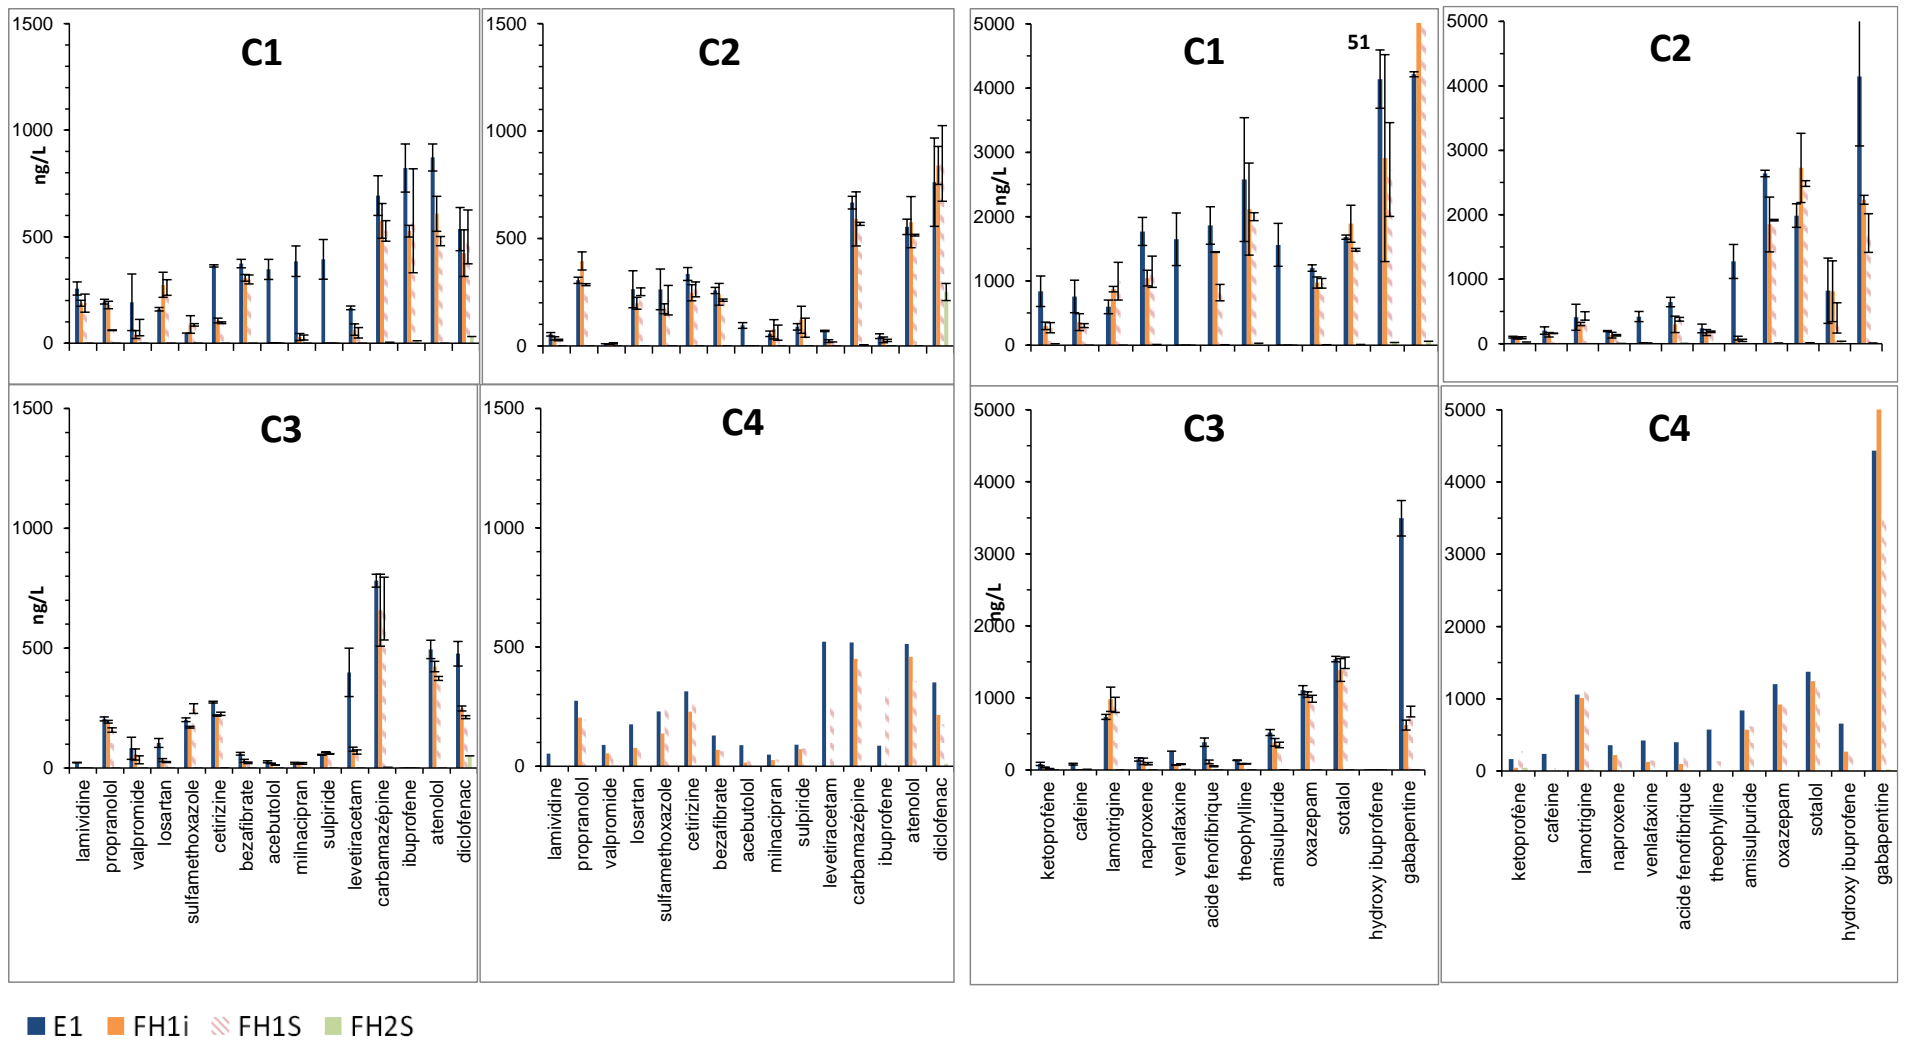 C1
1500
1000
500
0
ng/L
C2
1500
1000
500
0
C1
5000
4000
3000
2000
1000
0
ng/L
51
C2
5000
4000
3000
2000
1000
0
C3
1500
1000
500
0
ng/L
lamividine
propranolol
valpromide
losartan
sulfamethoxazole
cetirizine
bezafibrate
acebutolol
milnacipran
sulpiride
levetiracetam
carbamazépine
ibuprofene
atenolol
diclofenac
C4
1500
1000
500
0
lamividine
propranolol
valpromide
losartan
sulfamethoxazole
cetirizine
bezafibrate
acebutolol
milnacipran
sulpiride
levetiracetam
carbamazépine
ibuprofene
atenolol
diclofenac
C3
5000
4000
3000
2000
1000
0
ng/L
ketoprofène
cafeine
lamotrigine
naproxene
venlafaxine
acide fenofibrique
theophylline
amisulpuride
oxazepam
sotalol
hydroxy ibuprofene
gabapentine
C4
5000
4000
3000
2000
1000
0
ketoprofène
cafeine
lamotrigine
naproxene
venlafaxine
acide fenofibrique
theophylline
amisulpuride
oxazepam
sotalol
hydroxy ibuprofene
gabapentine
E1 FH1i FH1S FH2S